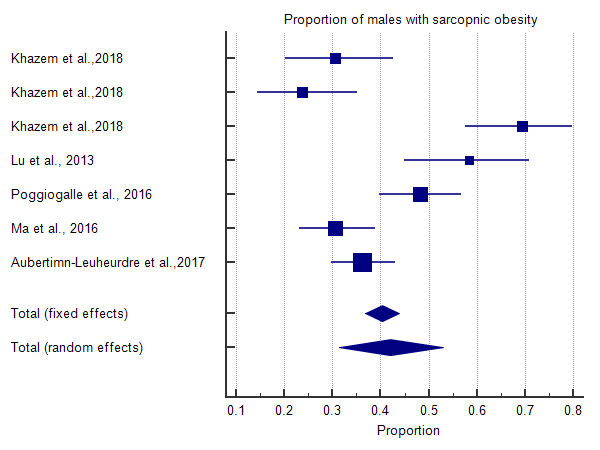 Proportion of males with sarcopnic obesity
Khazem et al.,2018
Khazem et al.,2018
Khazem et al.,2018
Lu et al., 2013
Poggiogalle et al., 2016
Ma et al., 2016
Aubertimn-Leuheurdre et al.,2017
Total (fixed effects)
Total (random effects)
0.1 0.2 0.3 0.4 0.5 0.6 0.7 0.8
Proportion